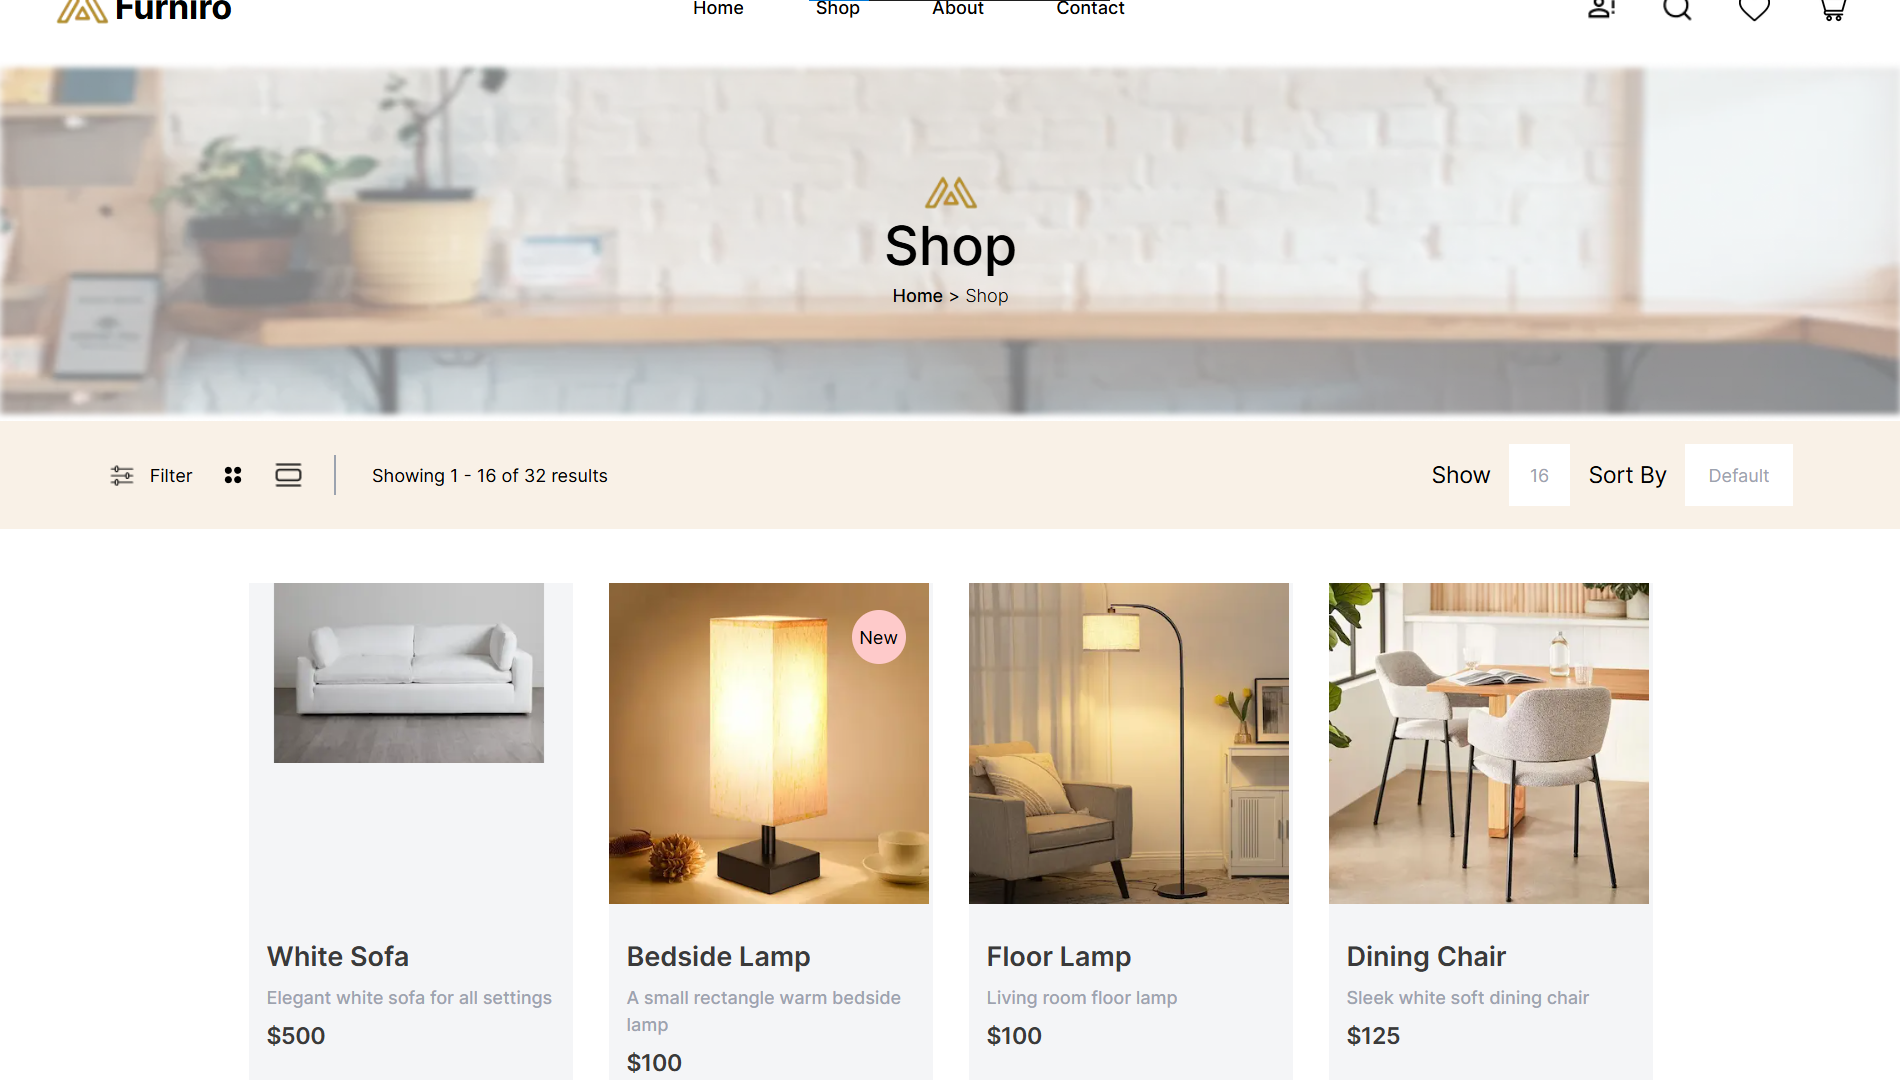 Furniro
Home Shop About Contact
Shop
Home > Shop
Filter
Showing 1 - 16 of 32 results
Show 16 Sort By Default
New
White Sofa
Elegant white sofa for all settings
$500
Bedside Lamp
A small rectangle warm bedside
lamp
$100
Floor Lamp
Living room floor lamp
$100
Dining Chair
Sleek white soft dining chair
$125